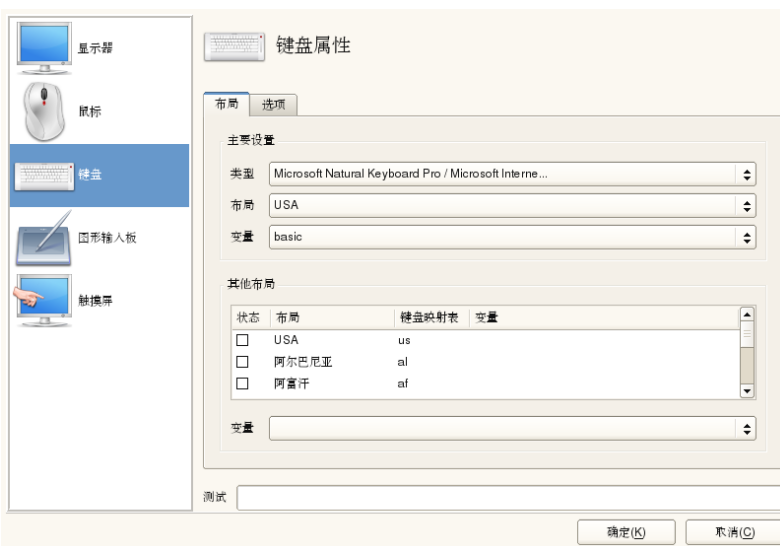 显示器
鼠标
键盘
图形输入板
触摸屏
键盘属性
布局 选项
主要设置
类型 Microsoft Natural Keyboard Pro / Microsoft Interne...
布局 USA
变量 basic
其他布局
状态 布局 键盘映射表 变量
USA us
阿尔巴尼亚 al
阿富汗 af
变量
测试
确定(K) 取消(C)